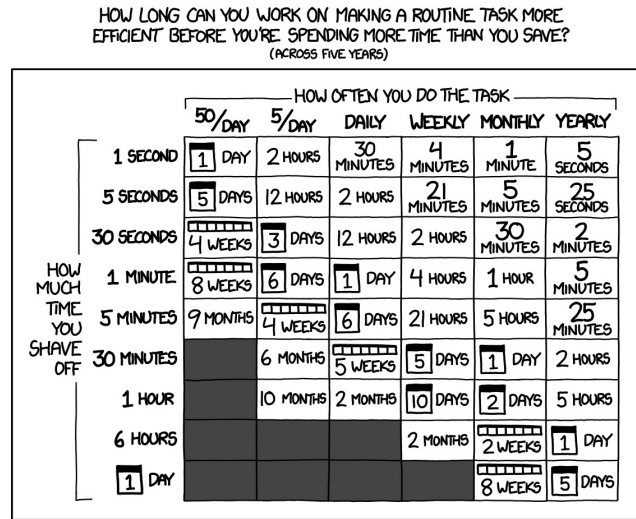 HOW LONG CAN YOU WORK ON MAKING A ROUTINE TASK MORE
EFFICIENT BEFORE YOU'RE SPENDING MORE TIME THAN YOU SAVE?
(ACROSS FIVE YEARS)
HOW OFTEN YOU DO THE TASK
50/DAY 5/DAY DAILY WEEKLY MONTHLY YEARLY
HOW
MUCH
TIME
YOU
SHAVE
OFF
1 SECOND 1 DAY 2 HOURS 30 MINUTES 4 MINUTES 1 MINUTE 5 SECONDS
5 SECONDS 5 DAYS 12 HOURS 2 HOURS 21 MINUTES 5 MINUTES 25 SECONDS
30 SECONDS 4 WEEKS 3 DAYS 12 HOURS 2 HOURS 30 MINUTES 2 MINUTES
1 MINUTE 8 WEEKS 6 DAYS 1 DAY 4 HOURS 1 HOUR 5 MINUTES
5 MINUTES 9 MONTHS 4 WEEKS 6 DAYS 21 HOURS 5 HOURS 25 MINUTES
30 MINUTES 6 MONTHS 5 WEEKS 5 DAYS 1 DAY 2 HOURS
1 HOUR 10 MONTHS 2 MONTHS 10 DAYS 2 DAYS 5 HOURS
6 HOURS 2 MONTHS 2 WEEKS 1 DAY
1 DAY 8 WEEKS 5 DAYS